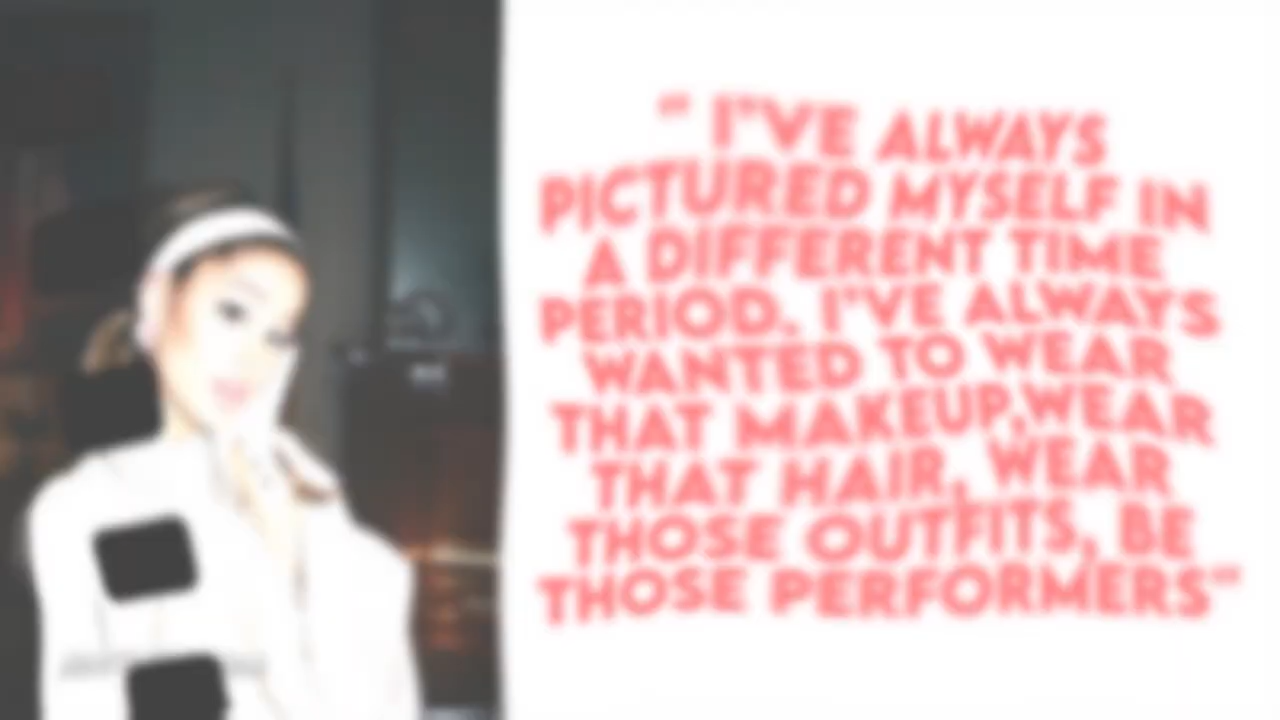 " I'VE ALWAYS
PICTURED MYSELF IN
A DIFFERENT TIME
PERIOD. I'VE ALWAYS
WANTED TO WEAR
THAT MAKEUP,WEAR
THAT HAIR, WEAR
THOSE OUTFITS, BE
THOSE PERFORMERS"